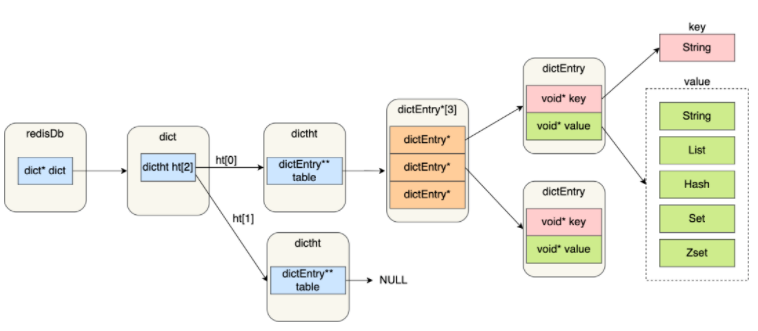 redisDb
dict* dict
dict
dictht ht[2]
ht[0]
ht[1]
dictht
dictEntry**
table
dictht
dictEntry**
table
NULL
dictEntry*[3]
dictEntry*
dictEntry*
dictEntry*
dictEntry
void* key
void* value
dictEntry
void* key
void* value
key
String
value
String
List
Hash
Set
Zset